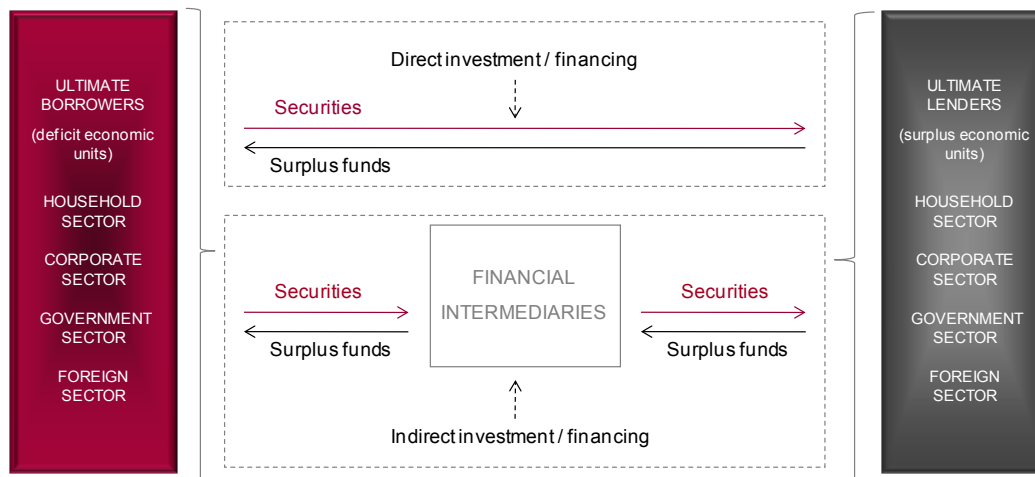 ULTIMATE
BORROWERS
(deficit economic
units)
HOUSEHOLD
SECTOR
CORPORATE
SECTOR
GOVERNMENT
SECTOR
FOREIGN
SECTOR
Direct investment / financing
Securities
Surplus funds
FINANCIAL
INTERMEDIARIES
Securities
Surplus funds
Securities
Surplus funds
Indirect investment / financing
ULTIMATE
LENDERS
(surplus economic
units)
HOUSEHOLD
SECTOR
CORPORATE
SECTOR
GOVERNMENT
SECTOR
FOREIGN
SECTOR